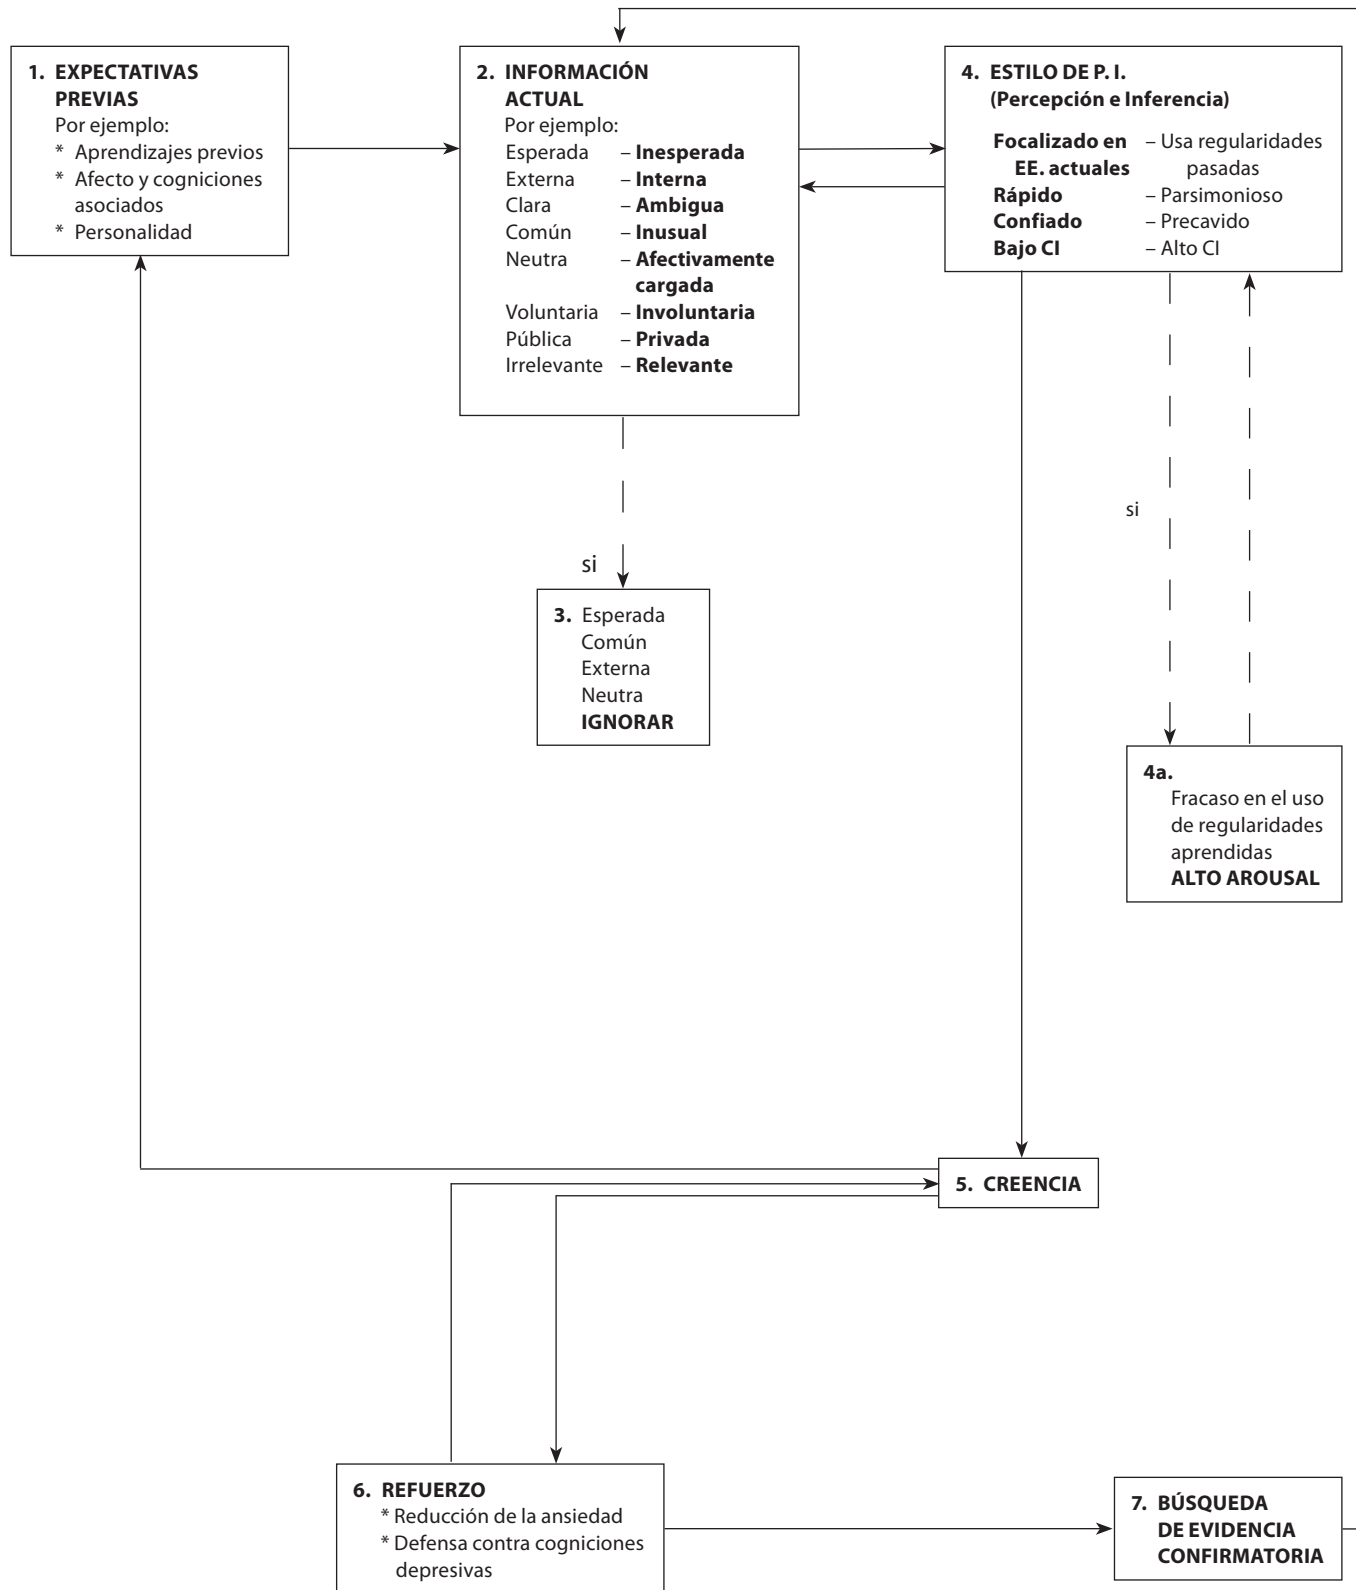 1. EXPECTATIVAS
PREVIAS
Por ejemplo:
* Aprendizajes previos
* Afecto y cogniciones
asociados
* Personalidad
2. INFORMACIÓN
ACTUAL
Por ejemplo:
Esperada – Inesperada
Externa – Interna
Clara – Ambigua
Común – Inusual
Neutra – Afectivamente
cargada
Voluntaria – Involuntaria
Pública – Privada
Irrelevante – Relevante
4. ESTILO DE P. I.
(Percepción e Inferencia)
Focalizado en – Usa regularidades
EE. actuales pasadas
Rápido – Parsimonioso
Confiado – Precavido
Bajo CI – Alto CI
si
si
3. Esperada
Común
Externa
Neutra
IGNORAR
4a.
Fracaso en el uso
de regularidades
aprendidas
ALTO AROUSAL
5. CREENCIA
6. REFUERZO
* Reducción de la ansiedad
* Defensa contra cogniciones
depresivas
7. BÚSQUEDA
DE EVIDENCIA
CONFIRMATORIA